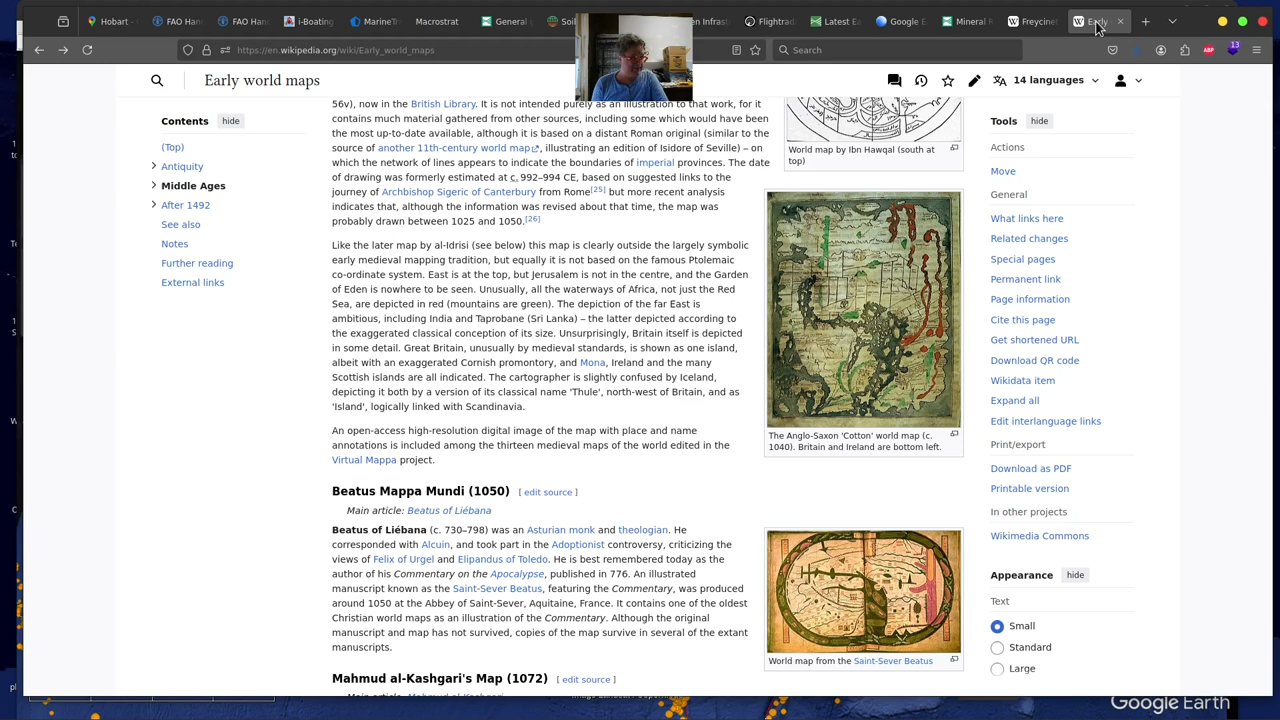 Hobart -
FAO Hano
FAO Han
i-Boating
BeatrueTo
Macrostrat
General g
Soil
en Infrast
Flightrada
Latest Ea
Google E
Mineral R
Freycinet
Early
https://en.wikipedia.org/wiki/Early_world_maps
Search
ABP
13
Early world maps
14 languages
Contents
hide
(Top)
Antiquity
Middle Ages
After 1492
See also
Notes
Further reading
External links
56v), now in the British Library. It is not intended purely as an illustration to that work, for it
contains much material gathered from other sources, including some which would have been
the most up-to-date available, although it is based on a distant Roman original (similar to the
source of another 11th-century world map, illustrating an edition of Isidore of Seville) – on
which the network of lines appears to indicate the boundaries of imperial provinces. The date
of drawing was formerly estimated at c. 992–994 CE, based on suggested links to the
journey of Archbishop Sigeric of Canterbury from Rome[25] but more recent analysis
indicates that, although the information was revised about that time, the map was
probably drawn between 1025 and 1050.[26]
Like the later map by al-Idrisi (see below) this map is clearly outside the largely symbolic
early medieval mapping tradition, but equally it is not based on the famous Ptolemaic
co-ordinate system. East is at the top, but Jerusalem is not in the centre, and the Garden
of Eden is nowhere to be seen. Unusually, all the waterways of Africa, not just the Red
Sea, are depicted in red (mountains are green). The depiction of the far East is
ambitious, including India and Taprobane (Sri Lanka) – the latter depicted according to
the exaggerated classical conception of its size. Unsurprisingly, Britain itself is depicted
in some detail. Great Britain, unusually by medieval standards, is shown as one island,
albeit with an exaggerated Cornish promontory, and Mona, Ireland and the many
Scottish islands are all indicated. The cartographer is slightly confused by Iceland,
depicting it both by a version of its classical name 'Thule', north-west of Britain, and as
'Island', logically linked with Scandinavia.
An open-access high-resolution digital image of the map with place and name
annotations is included among the thirteen medieval maps of the world edited in the
Virtual Mappa project.
World map by Ibn Hawqal (south at
top)
The Anglo-Saxon 'Cotton' world map (c.
1040). Britain and Ireland are bottom left.
Beatus Mappa Mundi (1050) [ edit source ]
Main article: Beatus of Liébana
Beatus of Liébana (c. 730–798) was an Asturian monk and theologian. He
corresponded with Alcuin, and took part in the Adoptionist controversy, criticizing the
views of Felix of Urgel and Elipandus of Toledo. He is best remembered today as the
author of his Commentary on the Apocalypse, published in 776. An illustrated
manuscript known as the Saint-Sever Beatus, featuring the Commentary, was produced
around 1050 at the Abbey of Saint-Sever, Aquitaine, France. It contains one of the oldest
Christian world maps as an illustration of the Commentary. Although the original
manuscript and map has not survived, copies of the map survive in several of the extant
manuscripts.
World map from the Saint-Sever Beatus
Mahmud al-Kashgari's Map (1072) [ edit source ]
Tools
hide
Actions
Move
General
What links here
Related changes
Special pages
Permanent link
Page information
Cite this page
Get shortened URL
Download QR code
Wikidata item
Expand all
Edit interlanguage links
Print/export
Download as PDF
Printable version
In other projects
Wikimedia Commons
Appearance
hide
Text
Small
Standard
Large
Google Earth